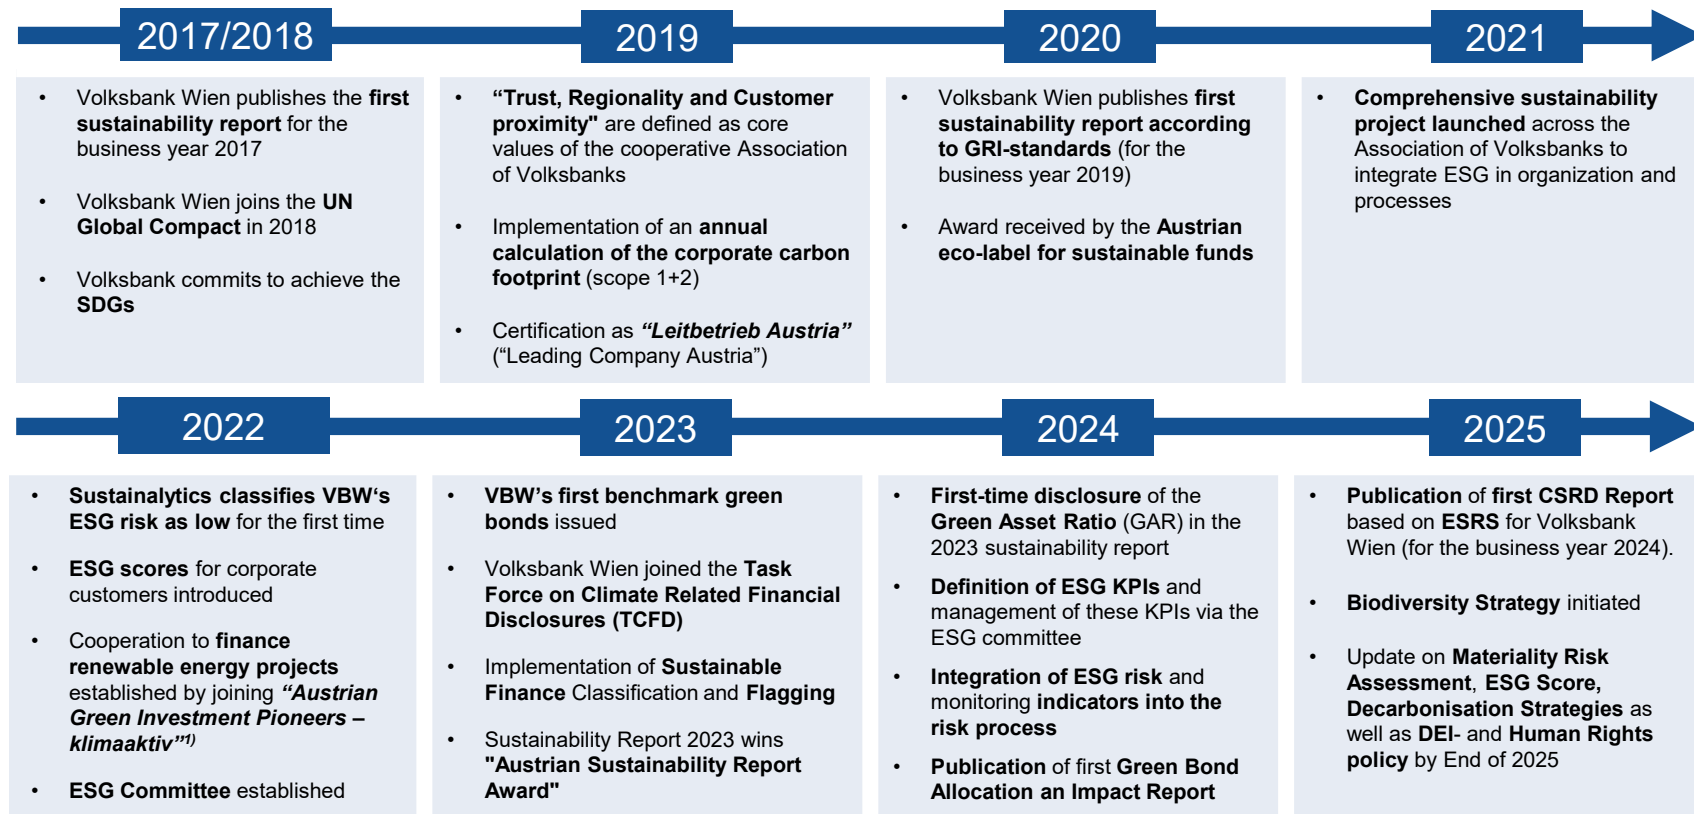 2017/2018
2019
2020
2021
• Volksbank Wien publishes the first
sustainability report for the
business year 2017
• Volksbank Wien joins the UN
Global Compact in 2018
• Volksbank commits to achieve the
SDGs
• “Trust, Regionality and Customer
proximity" are defined as core
values of the cooperative Association
of Volksbanks
• Implementation of an annual
calculation of the corporate carbon
footprint (scope 1+2)
• Certification as “Leitbetrieb Austria”
(“Leading Company Austria”)
• Volksbank Wien publishes first
sustainability report according
to GRI-standards (for the
business year 2019)
• Award received by the Austrian
eco-label for sustainable funds
• Comprehensive sustainability
project launched across the
Association of Volksbanks to
integrate ESG in organization and
processes
2022
2023
2024
2025
• Sustainalytics classifies VBW‘s
ESG risk as low for the first time
• ESG scores for corporate
customers introduced
• Cooperation to finance
renewable energy projects
established by joining “Austrian
Green Investment Pioneers –
klimaaktiv”1)
• ESG Committee established
• VBW’s first benchmark green
bonds issued
• Volksbank Wien joined the Task
Force on Climate Related Financial
Disclosures (TCFD)
• Implementation of Sustainable
Finance Classification and Flagging
• Sustainability Report 2023 wins
"Austrian Sustainability Report
Award"
• First-time disclosure of the
Green Asset Ratio (GAR) in the
2023 sustainability report
• Definition of ESG KPIs and
management of these KPIs via the
ESG committee
• Integration of ESG risk and
monitoring indicators into the
risk process
• Publication of first Green Bond
Allocation an Impact Report
• Publication of first CSRD Report
based on ESRS for Volksbank
Wien (for the business year 2024).
• Biodiversity Strategy initiated
• Update on Materiality Risk
Assessment, ESG Score,
Decarbonisation Strategies as
well as DEI- and Human Rights
policy by End of 2025